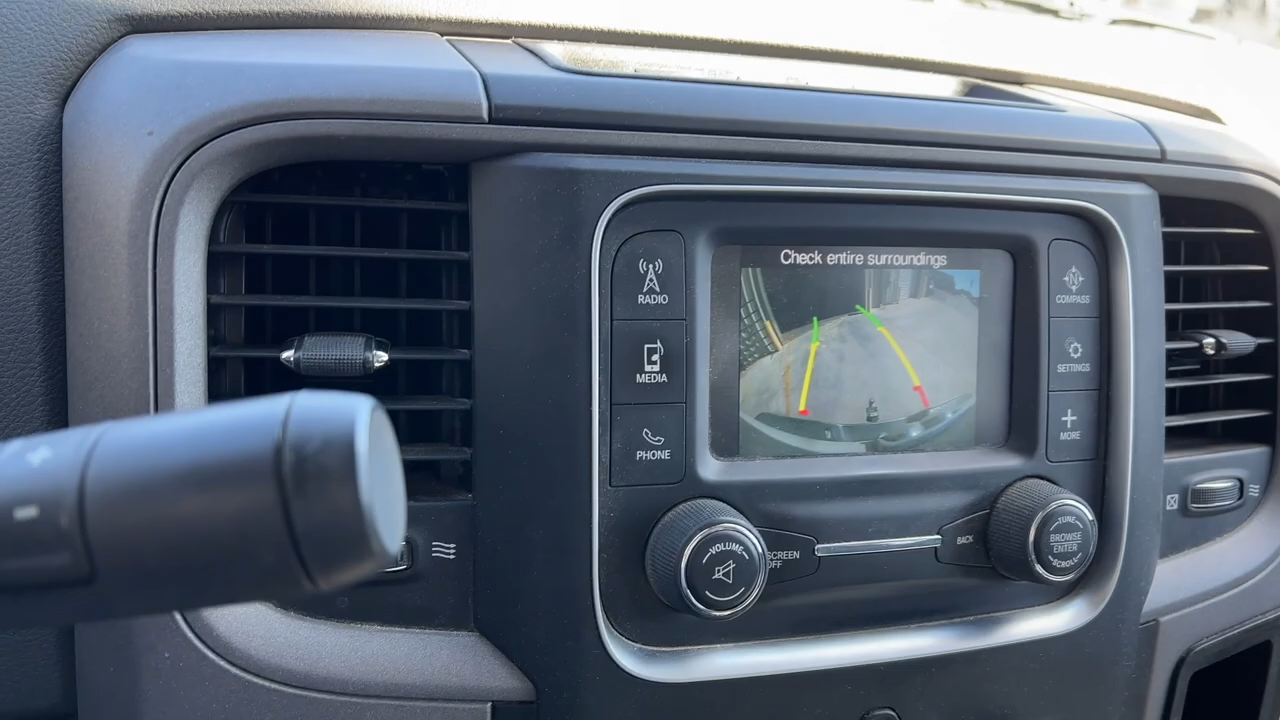 Check entire surroundings
RADIO
MEDIA
PHONE
N
COMPASS
SETTINGS
MORE
VOLUME
SCREEN
OFF
BACK
TUNE
BROWSE
ENTER
SCROLL